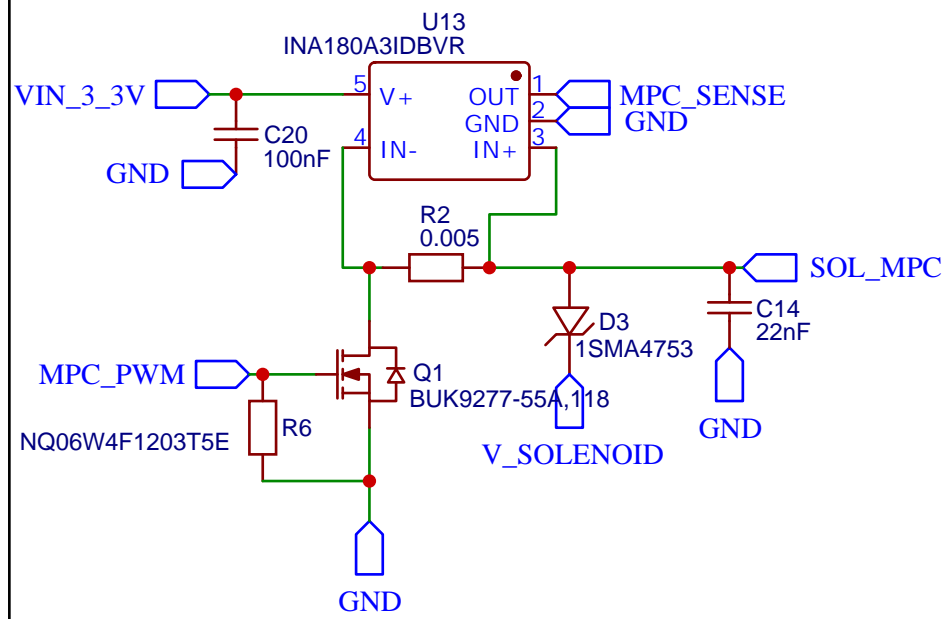 U13
INA180A3IDBVR
VIN_3_3V
5
V+
OUT
1
MPC_SENSE
GND
2
GND
4
IN-
IN+
3
C20
100nF
GND
R2
0.005
SOL_MPC
D3
1SMA4753
C14
22nF
MPC_PWM
Q1
BUK9277-55A,118
R6
NQ06W4F1203T5E
V_SOLENOID
GND
GND